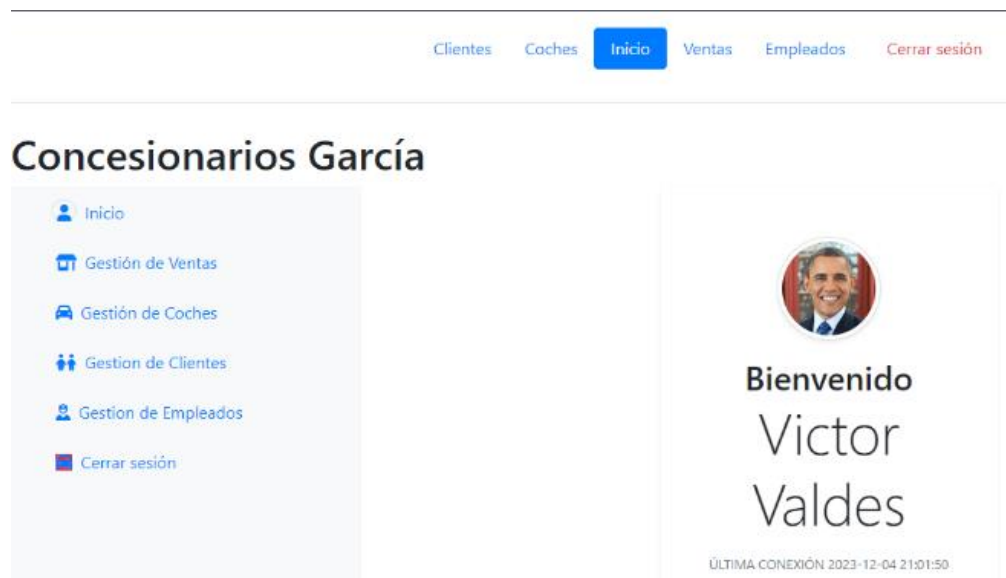 Clientes Coches Inicio Ventas Empleados Cerrar sesión
Concesionarios García
Inicio
Gestión de Ventas
Gestión de Coches
Gestion de Clientes
Gestion de Empleados
Cerrar sesión
Bienvenido
Victor
Valdes
ÚLTIMA CONEXIÓN 2023-12-04 21:01:50